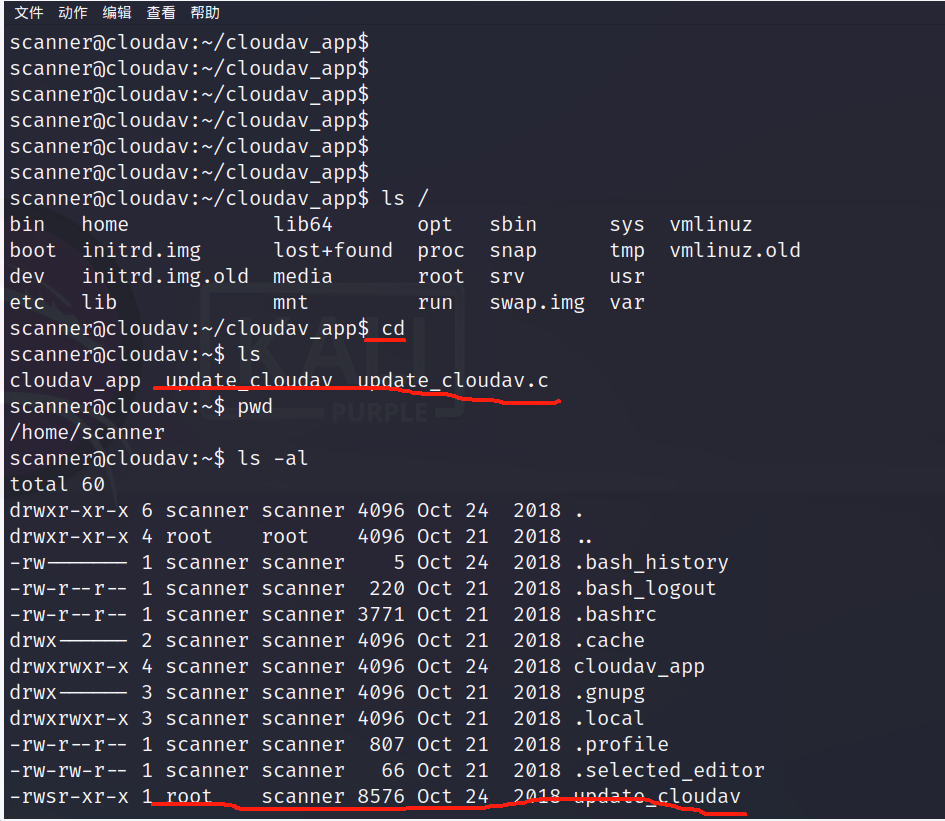 文件 动作 编辑 查看 帮助
scanner@cloudav:~/cloudav_app$
scanner@cloudav:~/cloudav_app$
scanner@cloudav:~/cloudav_app$
scanner@cloudav:~/cloudav_app$
scanner@cloudav:~/cloudav_app$
scanner@cloudav:~/cloudav_app$
scanner@cloudav:~/cloudav_app$ ls /
bin   home            lib64       opt   sbin      sys  vmlinuz
boot  initrd.img      lost+found  proc  snap      tmp  vmlinuz.old
dev   initrd.img.old  media       root  srv       usr
etc   lib             mnt         run   swap.img  var
scanner@cloudav:~/cloudav_app$ cd
scanner@cloudav:~$ ls
cloudav_app  update_cloudav  update_cloudav.c
scanner@cloudav:~$ pwd
/home/scanner
scanner@cloudav:~$ ls -al
total 60
drwxr-xr-x 6 scanner scanner 4096 Oct 24  2018 .
drwxr-xr-x 4 root    root    4096 Oct 21  2018 ..
-rw------- 1 scanner scanner    5 Oct 24  2018 .bash_history
-rw-r--r-- 1 scanner scanner  220 Oct 21  2018 .bash_logout
-rw-r--r-- 1 scanner scanner 3771 Oct 21  2018 .bashrc
drwx------ 2 scanner scanner 4096 Oct 21  2018 .cache
drwxrwxr-x 4 scanner scanner 4096 Oct 24  2018 cloudav_app
drwx------ 3 scanner scanner 4096 Oct 21  2018 .gnupg
drwxrwxr-x 3 scanner scanner 4096 Oct 21  2018 .local
-rw-r--r-- 1 scanner scanner  807 Oct 21  2018 .profile
-rw-rw-r-- 1 scanner scanner   66 Oct 21  2018 .selected_editor
-rwsr-xr-x 1 root    scanner 8576 Oct 24  2018 update_cloudav
KALI
PURPLE